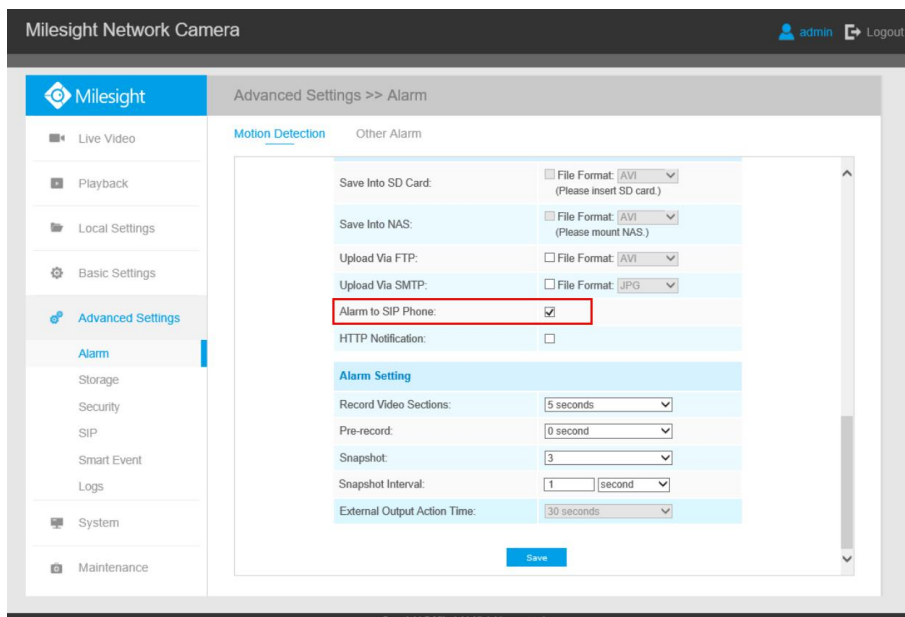 Milesight Network Camera
admin Logout
Milesight
Advanced Settings >> Alarm
Live Video
Playback
Local Settings
Basic Settings
Advanced Settings
Alarm
Storage
Security
SIP
Smart Event
Logs
System
Maintenance
Motion Detection Other Alarm
Save Into SD Card: File Format: AVI
(Please insert SD card.)
Save Into NAS: File Format: AVI
(Please mount NAS.)
Upload Via FTP: File Format: AVI
Upload Via SMTP: File Format: JPG
Alarm to SIP Phone:
HTTP Notification:
Alarm Setting
Record Video Sections: 5 seconds
Pre-record: 0 second
Snapshot: 3
Snapshot Interval: 1 second
External Output Action Time: 30 seconds
Save